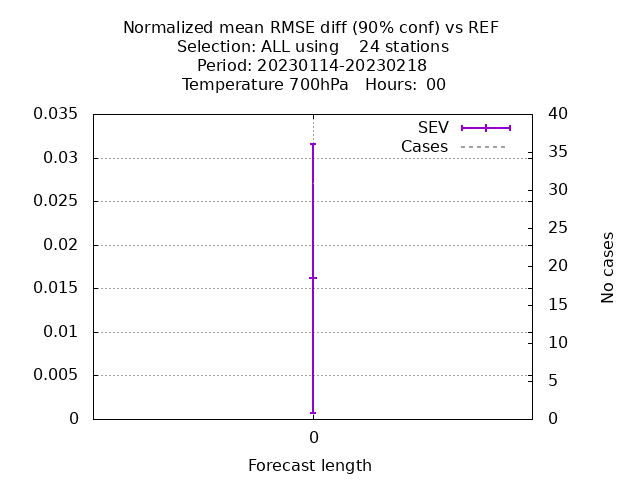 Normalized mean RMSE diff (90% conf) vs REF
Selection: ALL using    24 stations
Period: 20230114-20230218
Temperature 700hPa   Hours:  00
SEV
Cases
0.035
0.03
0.025
0.02
0.015
0.01
0.005
0
40
35
30
25
20
15
10
5
0
No cases
0
Forecast length